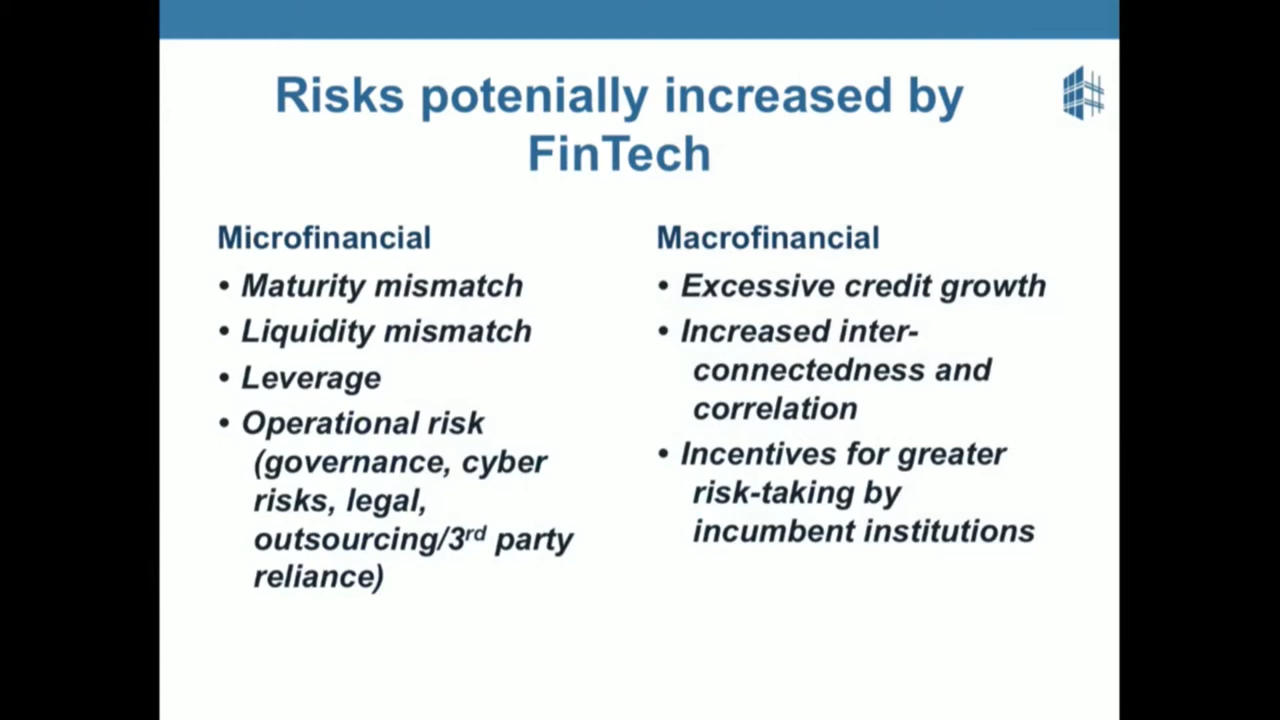 Risks potenially increased by
FinTech
Microfinancial
• Maturity mismatch
• Liquidity mismatch
• Leverage
• Operational risk
(governance, cyber
risks, legal,
outsourcing/3rd party
reliance)
Macrofinancial
• Excessive credit growth
• Increased inter-
connectedness and
correlation
• Incentives for greater
risk-taking by
incumbent institutions